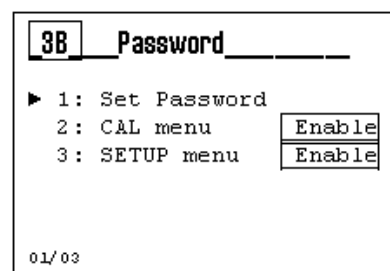 3B Password
▶ 1: Set Password
2: CAL menu Enable
3: SETUP menu Enable
01/03